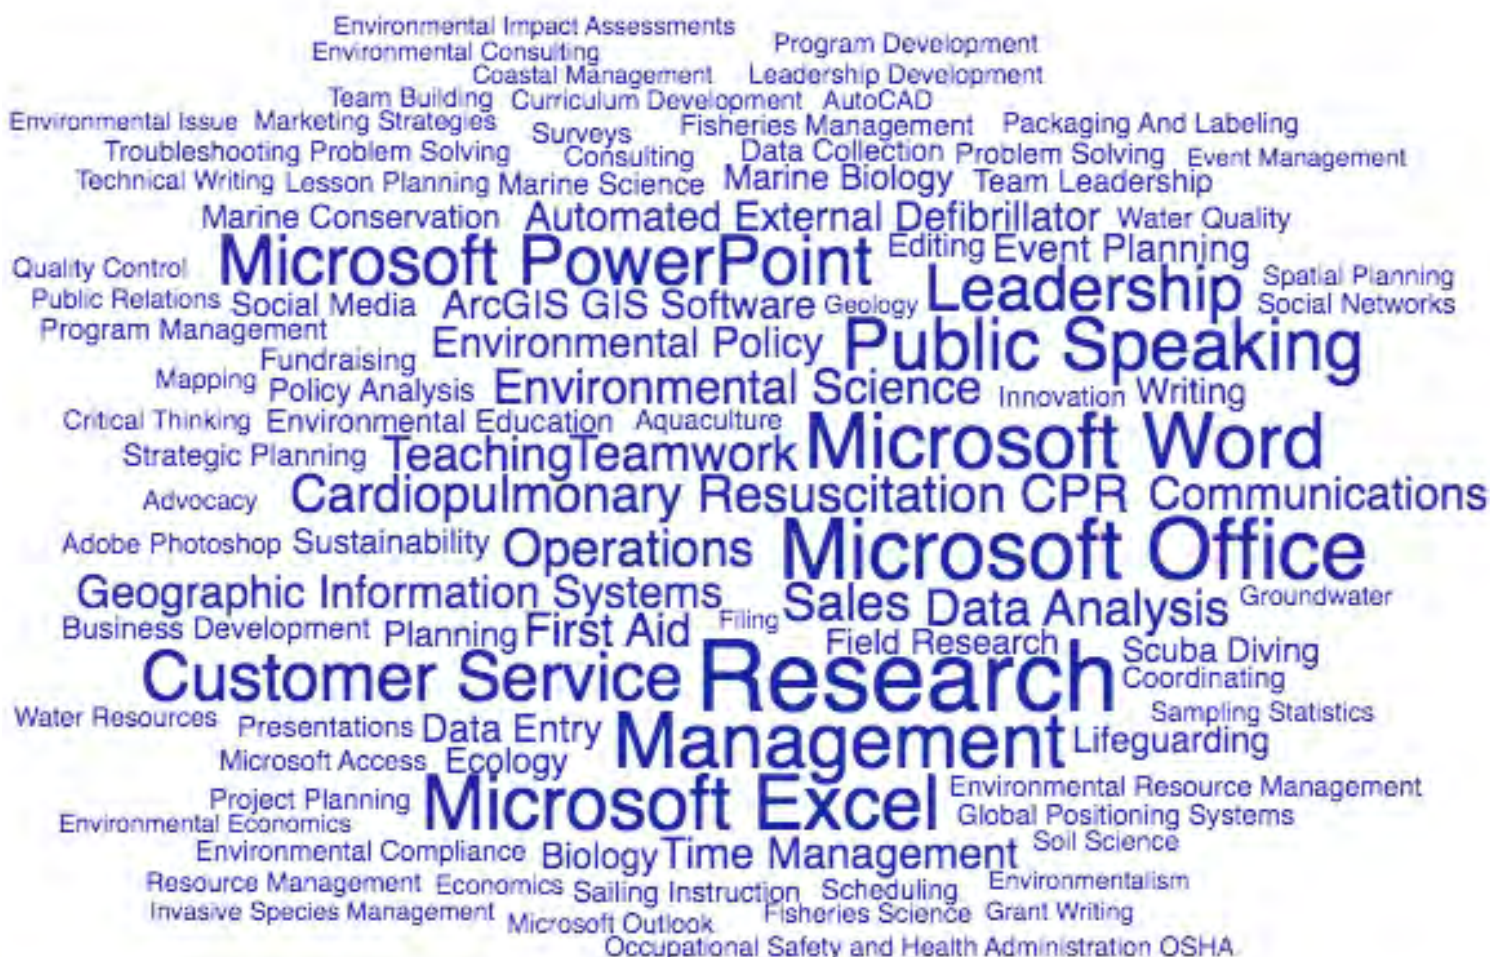 Environmental Impact Assessments
Environmental Consulting Program Development
Coastal Management Leadership Development
Team Building Curriculum Development AutoCAD
Environmental Issue Marketing Strategies Surveys Fisheries Management Packaging And Labeling
Troubleshooting Problem Solving Consulting Data Collection Problem Solving Event Management
Technical Writing Lesson Planning Marine Science Marine Biology Team Leadership
Marine Conservation Automated External Defibrillator Water Quality
Quality Control Microsoft PowerPoint Editing Event Planning
Leadership Spatial Planning
Public Relations Social Media ArcGIS GIS Software Geology Social Networks
Program Management Environmental Policy Public Speaking
Fundraising
Mapping Policy Analysis Environmental Science Innovation Writing
Critical Thinking Environmental Education Aquaculture Microsoft Word
Strategic Planning Teaching Teamwork
Advocacy Cardiopulmonary Resuscitation CPR Communications
Adobe Photoshop Sustainability Operations Microsoft Office
Geographic Information Systems Filing Sales Data Analysis Groundwater
Business Development Planning First Aid Field Research Scuba Diving
Customer Service Research Coordinating
Water Resources Presentations Data Entry Management Sampling Statistics
Lifeguarding
Microsoft Access Ecology
Project Planning Microsoft Excel Environmental Resource Management
Environmental Economics Global Positioning Systems
Environmental Compliance Biology Time Management Soil Science
Resource Management Economics Sailing Instruction Scheduling Environmentalism
Invasive Species Management Microsoft Outlook Fisheries Science Grant Writing
Occupational Safety and Health Administration OSHA